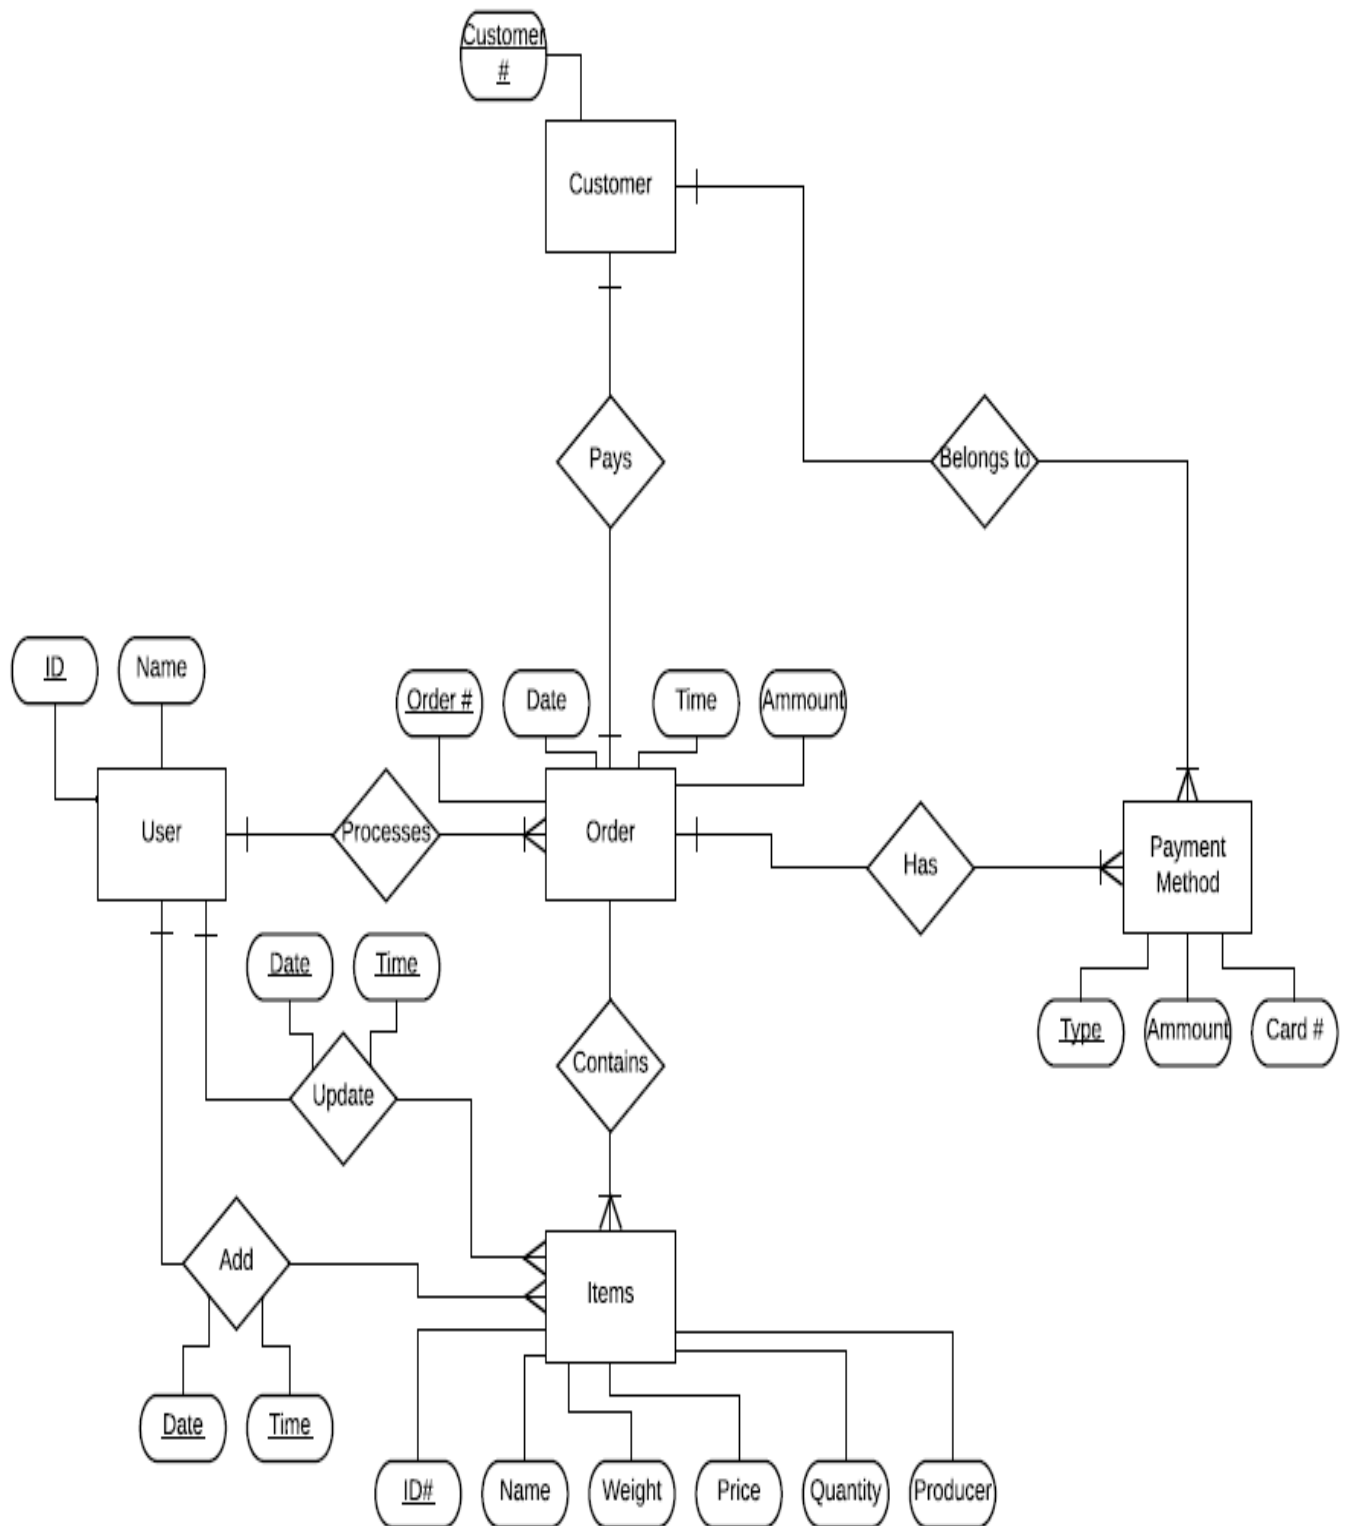 Customer
#
Customer
Pays
Belongs to
ID
Name
Order #
Date
Time
Ammount
User
Processes
Order
Has
Payment
Method
Date
Time
Update
Contains
Type
Ammount
Card #
Add
Items
Date
Time
ID#
Name
Weight
Price
Quantity
Producer